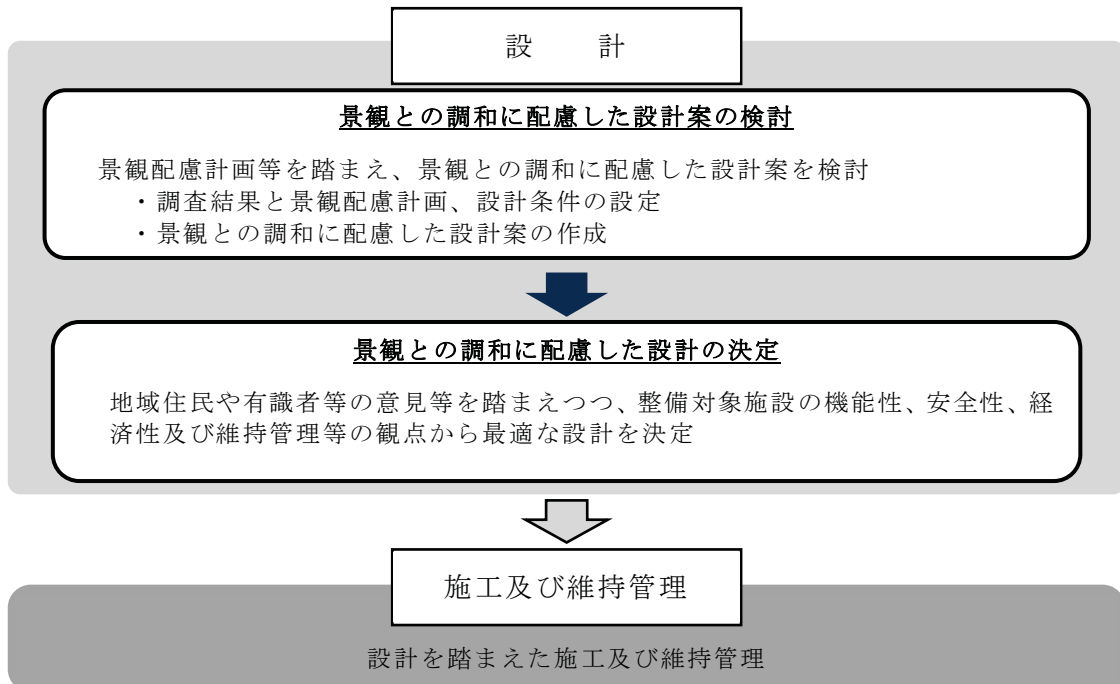 設　　計
景観との調和に配慮した設計案の検討
景観配慮計画等を踏まえ、景観との調和に配慮した設計案を検討
・調査結果と景観配慮計画、設計条件の設定
・景観との調和に配慮した設計案の作成
景観との調和に配慮した設計の決定
地域住民や有識者等の意見等を踏まえつつ、整備対象施設の機能性、安全性、経
済性及び維持管理等の観点から最適な設計を決定
施工及び維持管理
設計を踏まえた施工及び維持管理